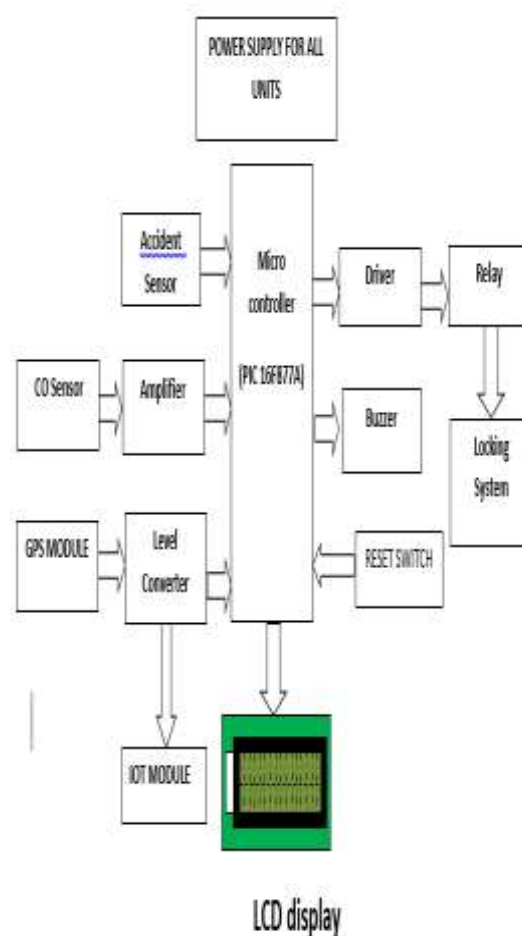 POWER SUPPLY FOR ALL
UNITS
Accident
Sensor
Micro
controller
(PIC 16F877A)
Driver
Relay
CO Sensor
Amplifier
Buzzer
Locking
System
GPS MODULE
Level
Converter
RESET SWITCH
IOT MODULE
LCD display